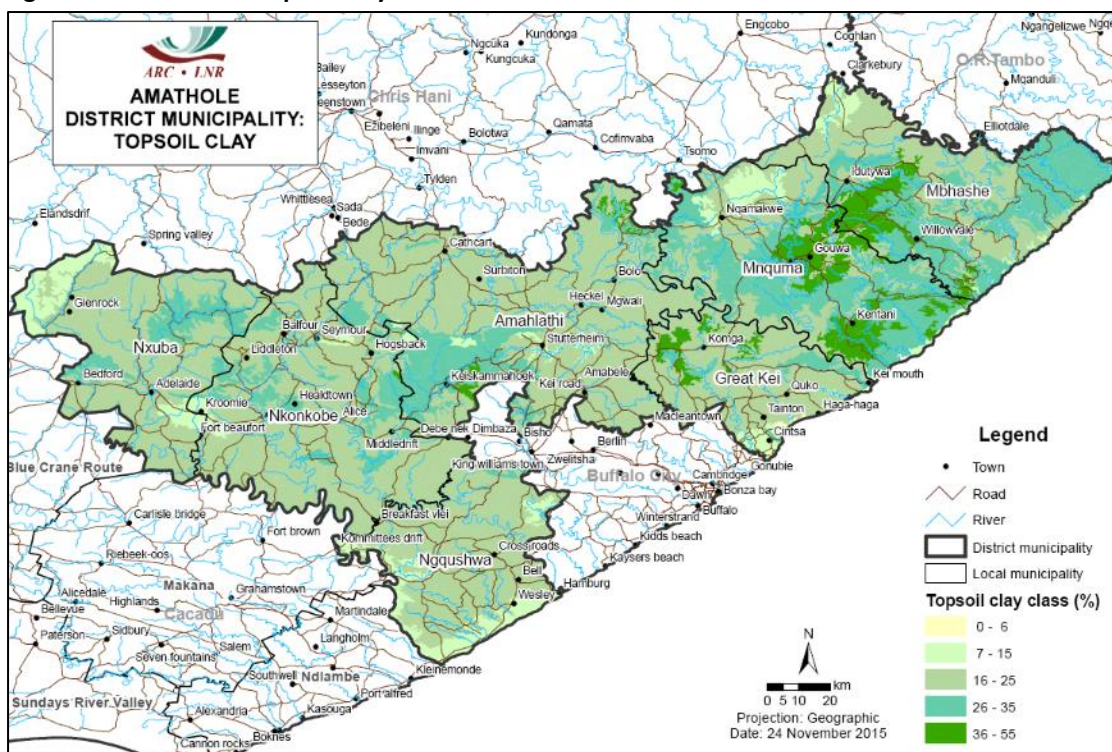 ARC • LNR
AMATHOLE
DISTRICT MUNICIPALITY:
TOPSOIL CLAY
Engcobo
Ngangelizwe
Coghlan
Clarkebury
O.R.Tambo
Mqanduli
Kundonga
Ngcuka
Kungcuka
Bailey
Lesseyton
Chris Hani
Ezibeleni
Ilinge
Bolotwa
Qamata
Cofimvaba
Imvani
Tsomo
Tylden
Elliotdale
Whittlesea
Sada
Bede
Elandsdrif
Spring valley
Idutywa
Mbhashe
Nqamakwe
Willowvale
Gouwa
Mnquma
Kentani
Cathcart
Surbiton
Bolo
Heckel
Mgwali
Amahlathi
Stutterheim
Komga
Great Kei
Kei mouth
Glenrock
Nxuba
Balfour
Seymour
Liddleton
Hogsback
Bedford
Adelaide
Keiskammahoek
Kei road
Amabele
Quko
Haga-haga
Tainton
Cintsa
Kroomie
Healdtown
Nkonkobe
Alice
Fort beaufort
Middledrift
Debe nek
Dimbaza
Bisho
Macleantown
Berlin
Zwelitsha
Gonubie
King williams town
Buffalo City
Cambridge
Bonza bay
Buffalo
Winterstrand
Kidds beach
Kaysers beach
Blue Crane Route
Carlisle bridge
Fort brown
Breakfast vlei
Kommittees drift
Ngqushwa
Cross roads
Bell
Wesley
Hamburg
Riebeek-oos
Makana
Grahamstown
Alicedale
Highlands
Bellevue
Cacadu
Martindale
Paterson
Sidbury
Salem
Langholm
Seven fountains
Southwell
Ndlambe
Kleinemonde
Port alfred
Sundays River Valley
Alexandria
Kasouga
Boknes
Cannon rocks
Legend
Town
Road
River
District municipality
Local municipality
Topsoil clay class (%)
0 - 6
7 - 15
16 - 25
26 - 35
36 - 55
N
km
0 5 10 20
Projection: Geographic
Date: 24 November 2015